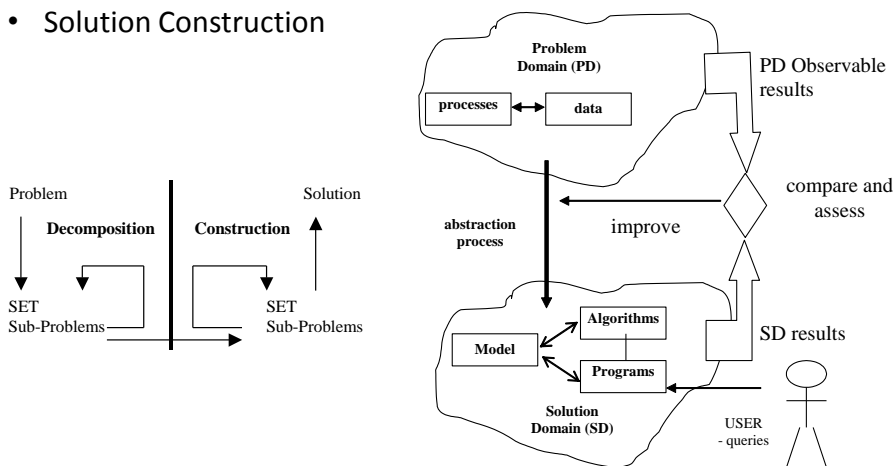 • Solution Construction
Problem
Solution
Decomposition
Construction
SET
Sub-Problems
SET
Sub-Problems
Problem
Domain (PD)
processes
data
PD Observable
results
compare and
assess
improve
abstraction
process
Algorithms
Model
Programs
SD results
Solution
Domain (SD)
USER
- queries